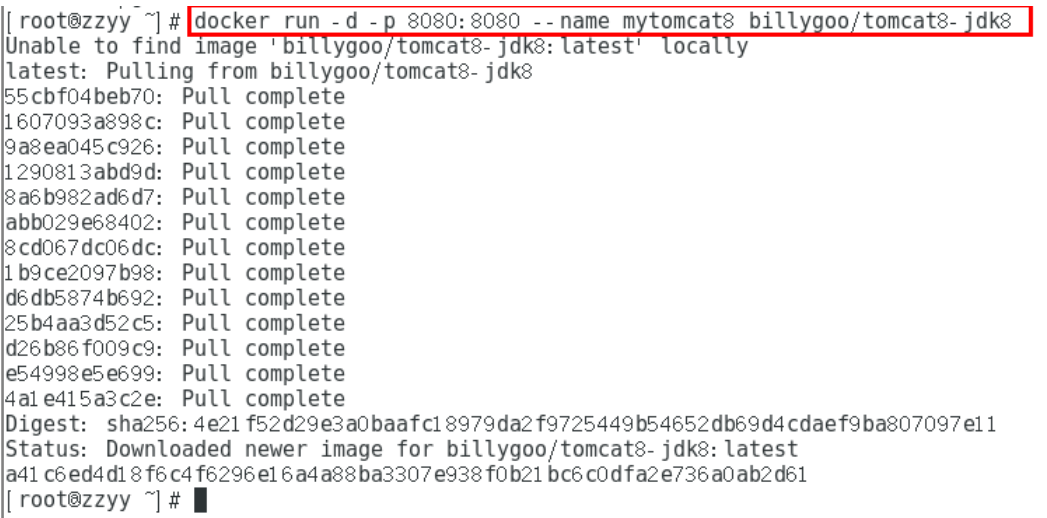 [root@zzyy ~]# docker run -d -p 8080:8080 --name mytomcat8 billygoo/tomcat8-jdk8
Unable to find image 'billygoo/tomcat8-jdk8:latest' locally
latest: Pulling from billygoo/tomcat8-jdk8
55cbf04beb70: Pull complete
1607093a898c: Pull complete
9a8ea045c926: Pull complete
1290813abd9d: Pull complete
8a6b982ad6d7: Pull complete
abb029e68402: Pull complete
8cd067dc06dc: Pull complete
1b9ce2097b98: Pull complete
d6db5874b692: Pull complete
25b4aa3d52c5: Pull complete
d26b86f009c9: Pull complete
e54998e5e699: Pull complete
4a1e415a3c2e: Pull complete
Digest: sha256:4e21f52d29e3a0baafc18979da2f9725449b54652db69d4cdaef9ba807097e11
Status: Downloaded newer image for billygoo/tomcat8-jdk8:latest
a41c6ed4d18f6c4f6296e16a4a88ba3307e938f0b21bc6c0dfa2e736a0ab2d61
[root@zzyy ~]#